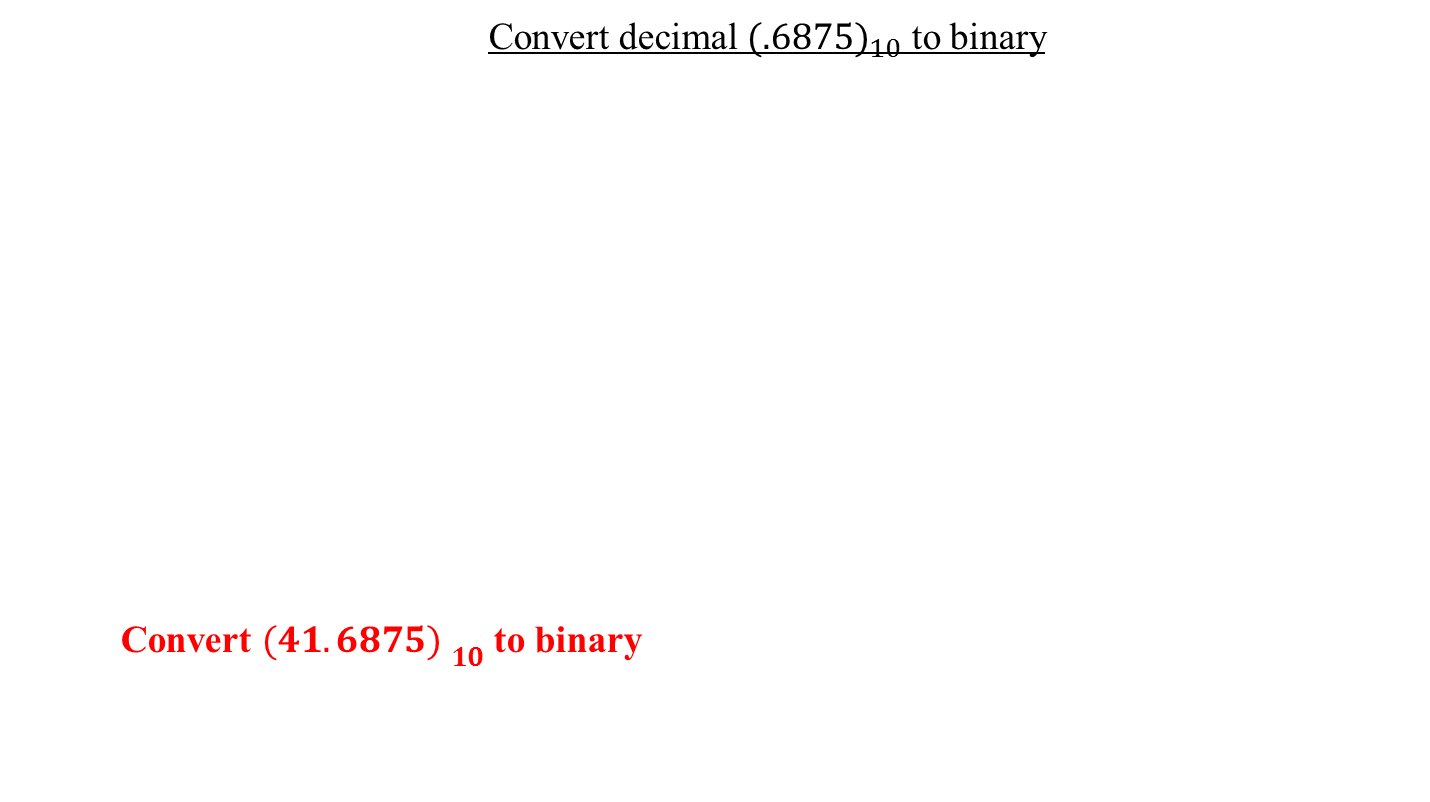 Convert decimal (.6875)₁₀ to binary
Convert (41.6875) ₁₀ to binary